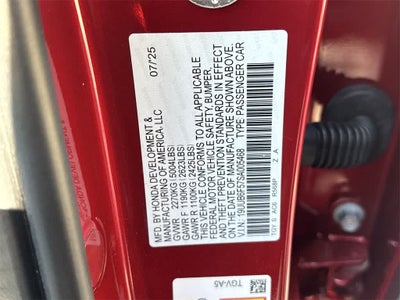 MFD. BY HONDA DEVELOPMENT &
MANUFACTURING OF AMERICA, LLC 07/25
GVWR 2270KG (5004LBS)
GAWR F 1190KG (2623LBS)
GAWR R 1100KG (2425LBS)
THIS VEHICLE CONFORMS TO ALL APPLICABLE
FEDERAL MOTOR VEHICLE SAFETY, BUMPER,
AND THEFT PREVENTION STANDARDS IN EFFECT
ON THE DATE OF MANUFACTURE SHOWN ABOVE.
V.I.N: TYPE: PASSENGER CAR
Z A
TGV-A5